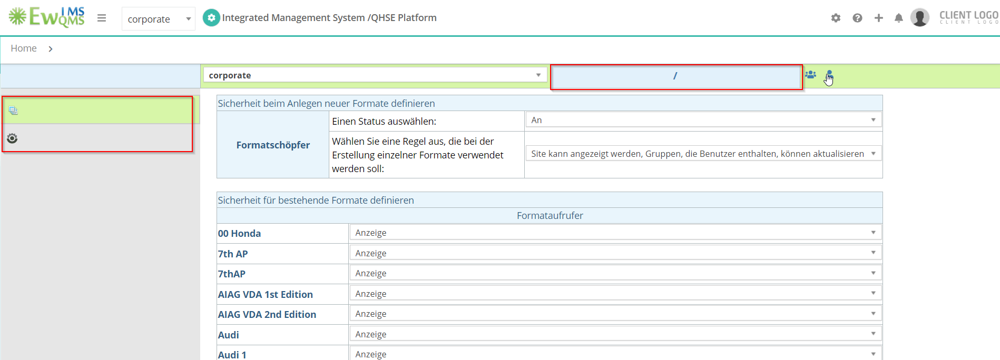 EwQMS IMS
corporate
Integrated Management System /QHSE Platform
CLIENT LOGO
CLIENT LOGO
Home >
corporate
/
Sicherheit beim Anlegen neuer Formate definieren
Formatschöpfer
Einen Status auswählen:
An
Wählen Sie eine Regel aus, die bei der
Erstellung einzelner Formate verwendet
werden soll:
Site kann angezeigt werden, Gruppen, die Benutzer enthalten, können aktualisieren
Sicherheit für bestehende Formate definieren
Formataufrufer
00 Honda Anzeige
7th AP Anzeige
7thAP Anzeige
AIAG VDA 1st Edition Anzeige
AIAG VDA 2nd Edition Anzeige
Audi Anzeige
Audi 1 Anzeige